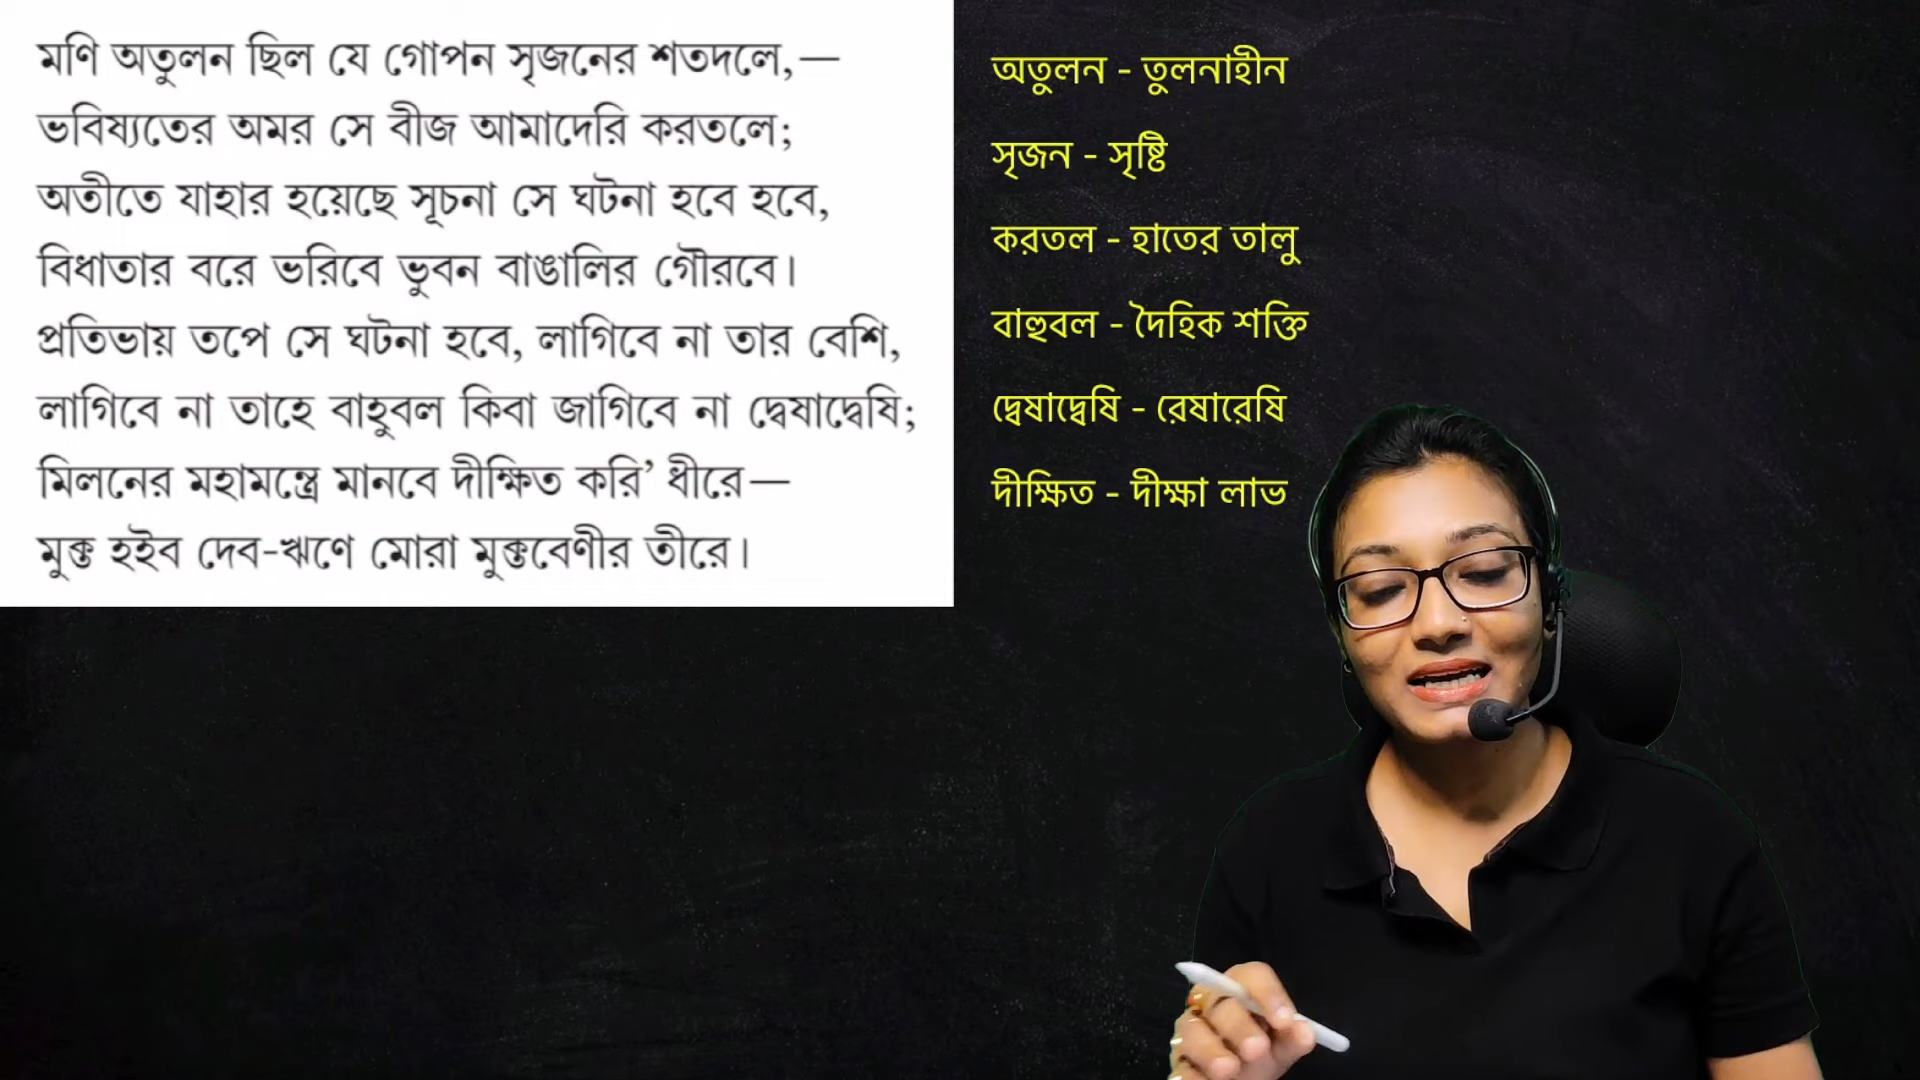 মণি অতুলন ছিল যে গোপন সৃজনের শতদলে,—
ভবিষ্যতের অমর সে বীজ আমাদেরি করতলে;
অতীতে যাহার হয়েছে সূচনা সে ঘটনা হবে হবে,
বিধাতার বরে ভরিবে ভুবন বাঙালির গৌরবে।
প্রতিভায় তপে সে ঘটনা হবে, লাগিবে না তার বেশি,
লাগিবে না তাহে বাহুবল কিবা জাগিবে না দ্বেষাদ্বেষি;
মিলনের মহামন্ত্রে মানবে দীক্ষিত করি’ ধীরে—
মুক্ত হইব দেব-ঋণে মোরা মুক্তবেণীর তীরে।
অতুলন - তুলনাহীন
সৃজন - সৃষ্টি
করতল - হাতের তালু
বাহুবল - দৈহিক শক্তি
দ্বেষাদ্বেষি - রেষারেষি
দীক্ষিত - দীক্ষা লাভ